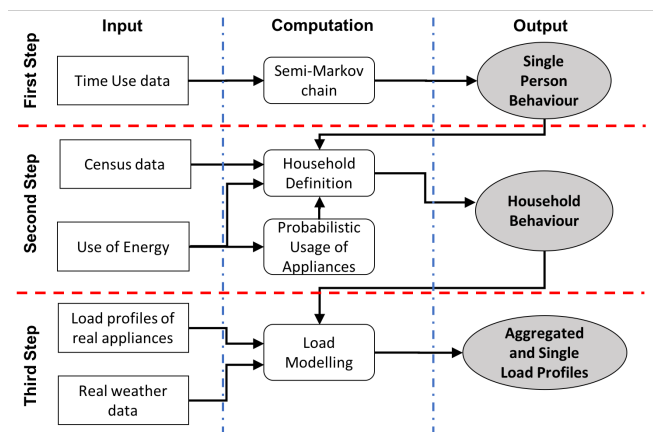 Input
Computation
Output
First Step
Time Use data
Semi-Markov
chain
Single
Person
Behaviour
Second Step
Census data
Household
Definition
Household
Behaviour
Use of Energy
Probabilistic
Usage of
Appliances
Third Step
Load profiles of
real appliances
Load
Modelling
Aggregated
and Single
Load Profiles
Real weather
data